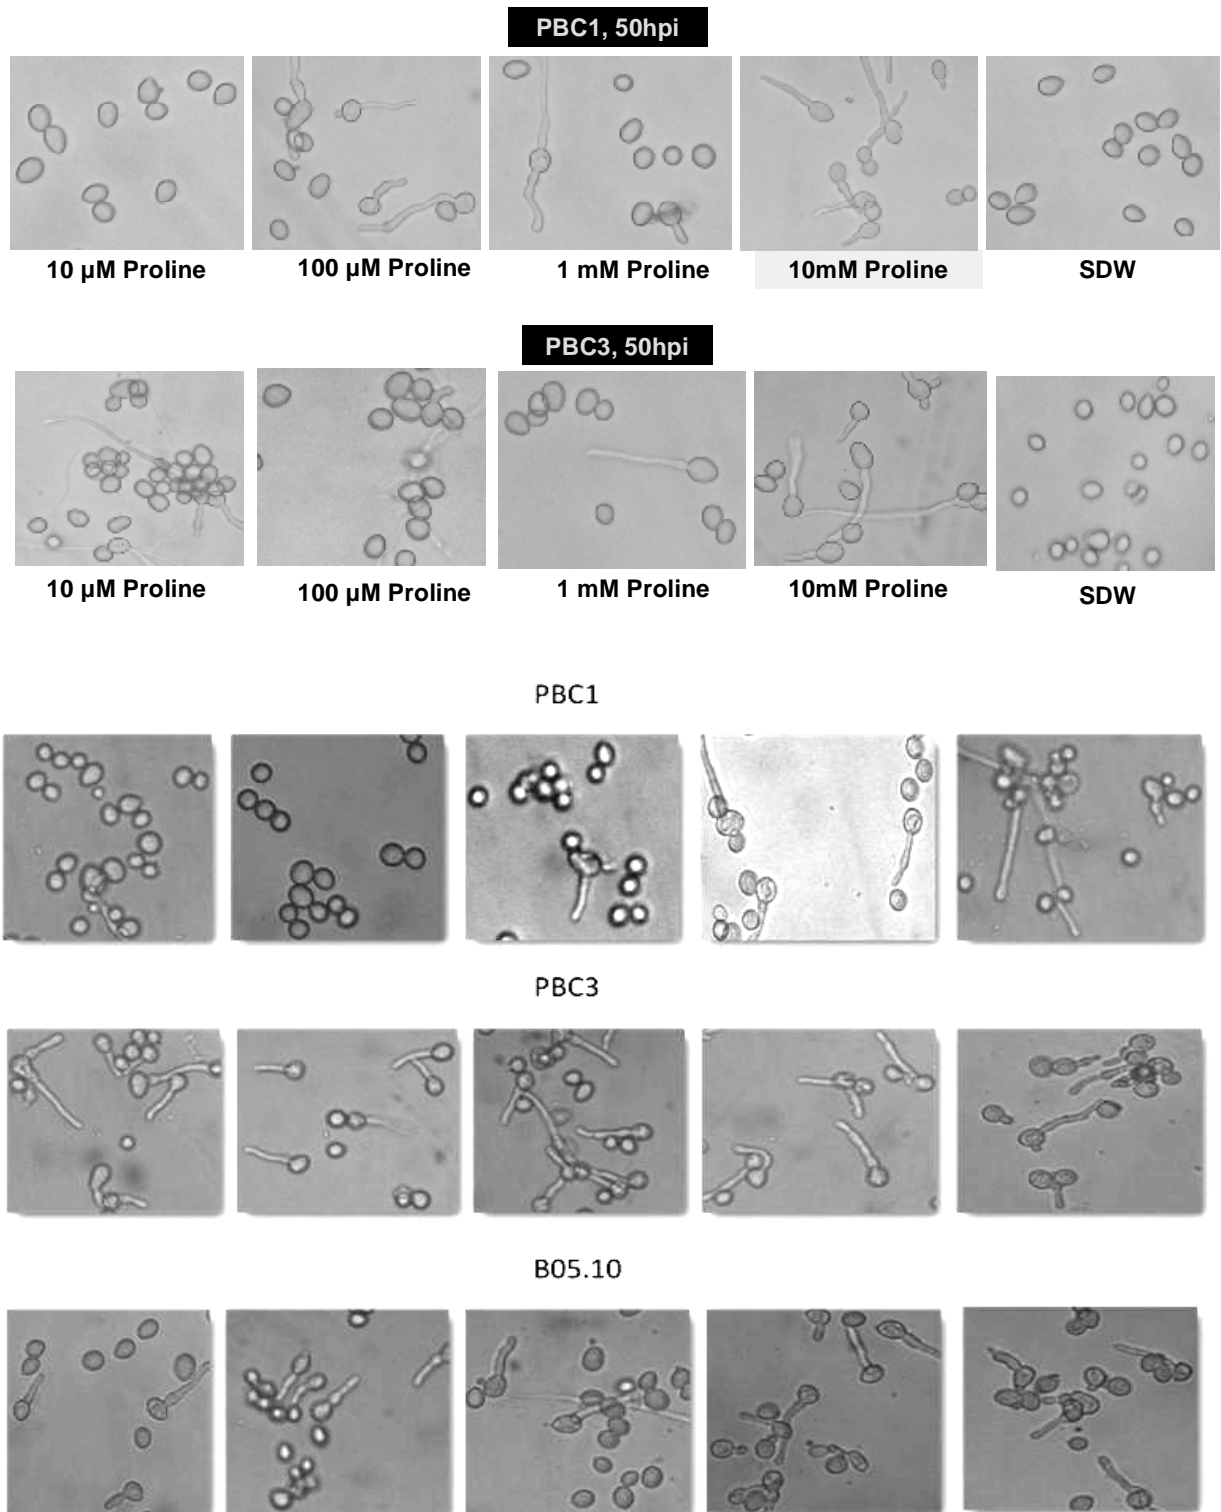 PBC1, 50hpi
10 µM Proline
100 µM Proline
1 mM Proline
10mM Proline
SDW
PBC3, 50hpi
10 µM Proline
100 µM Proline
1 mM Proline
10mM Proline
SDW
PBC1
PBC3
B05.10